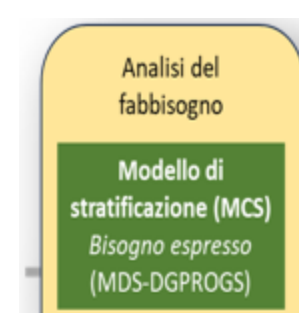 Analisi del
fabbisogno
Modello di
stratificazione (MCS)
Bisogno espresso
(MDS-DGPROGS)